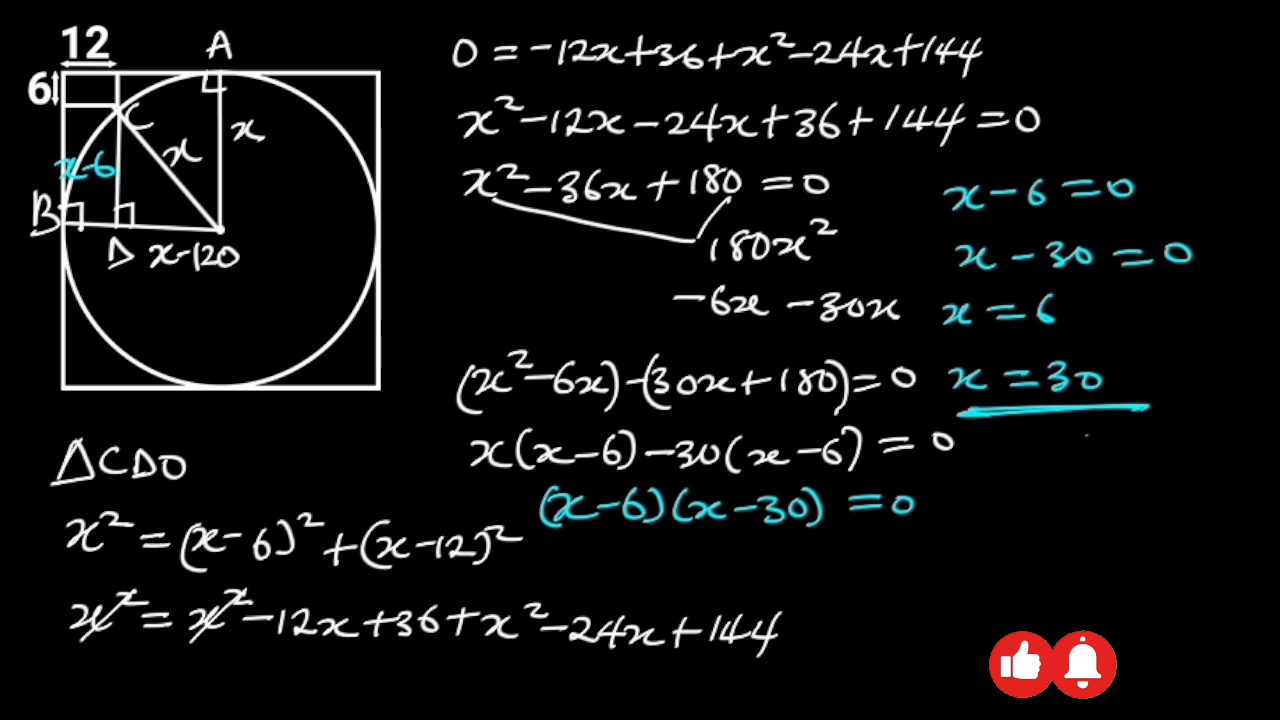 12
A
6
C
x
x
x-6
B
D x-12O
ΔCDO
x² = (x-6)² + (x-12)²
x² = x² -12x+36+x²-24x+144
0 = -12x+36+x²-24x+144
x²-12x-24x+36+144=0
x²-36x+180 = 0
180x²
-6x -30x
(x²-6x)-(30x+180)=0
x(x-6)-30(x-6) = 0
(x-6)(x-30) = 0
x-6=0
x-30=0
x=6
x=30